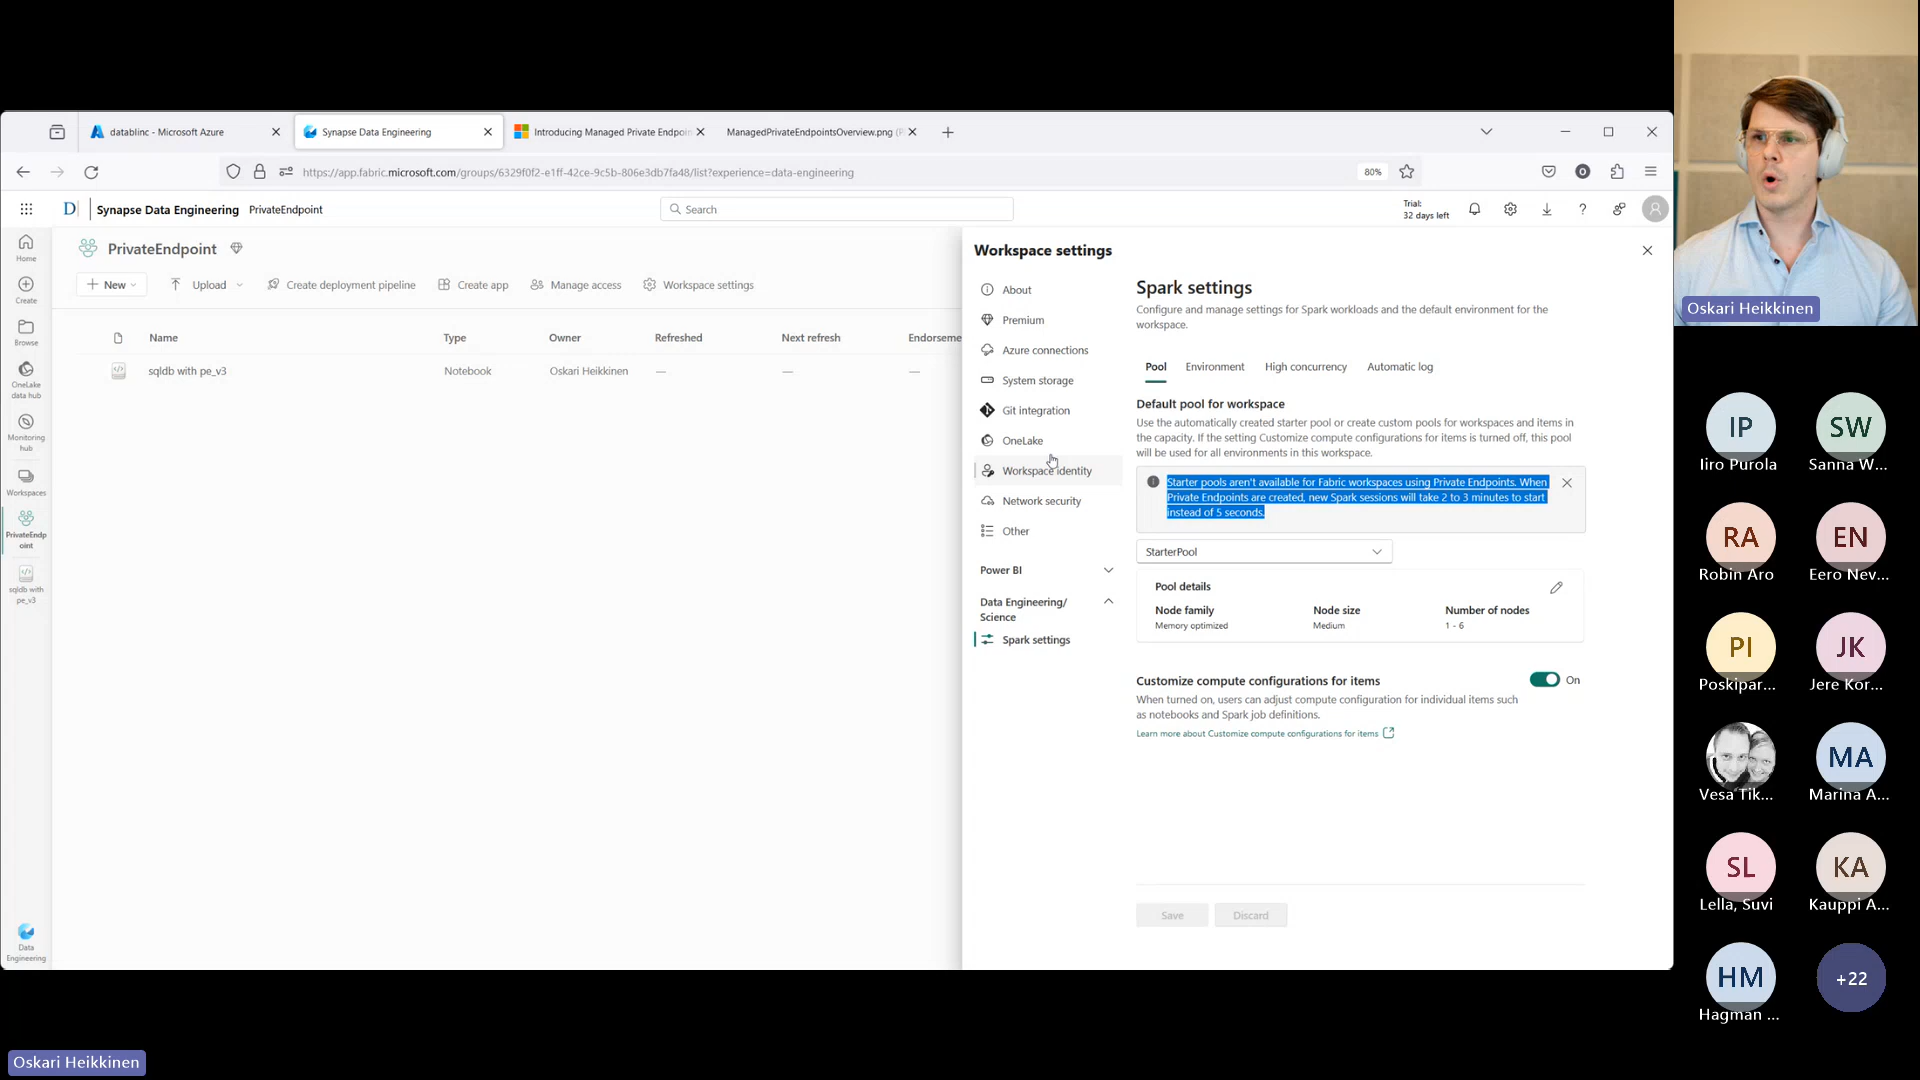 datablinc - Microsoft Azure
Synapse Data Engineering
Introducing Managed Private Endpoin
ManagedPrivateEndpointsOverview.png (P
https://app.fabric.microsoft.com/groups/6329f0f2-e1ff-42ce-9c5b-806e3db7fa48/list?experience=data-engineering
80%
D
Synapse Data Engineering
PrivateEndpoint
Search
Trial:
32 days left
Home
Create
Browse
OneLake
data hub
Monitoring
hub
Workspaces
PrivateEndp
oint
sqldb with
pe_v3
Data
Engineering
PrivateEndpoint
New
Upload
Create deployment pipeline
Create app
Manage access
Workspace settings
Name
Type
Owner
Refreshed
Next refresh
Endorseme
sqldb with pe_v3
Notebook
Oskari Heikkinen
—
—
—
Workspace settings
About
Premium
Azure connections
System storage
Git integration
OneLake
Workspace identity
Network security
Other
Power BI
Data Engineering/
Science
Spark settings
Spark settings
Configure and manage settings for Spark workloads and the default environment for the
workspace.
Pool
Environment
High concurrency
Automatic log
Default pool for workspace
Use the automatically created starter pool or create custom pools for workspaces and items in
the capacity. If the setting Customize compute configurations for items is turned off, this pool
will be used for all environments in this workspace.
Starter pools aren't available for Fabric workspaces using Private Endpoints. When
Private Endpoints are created, new Spark sessions will take 2 to 3 minutes to start
instead of 5 seconds.
StarterPool
Pool details
Node family
Node size
Number of nodes
Memory optimized
Medium
1 - 6
Customize compute configurations for items
On
When turned on, users can adjust compute configuration for individual items such
as notebooks and Spark job definitions.
Learn more about Customize compute configurations for items
Save
Discard
Oskari Heikkinen
IP
Iiro Purola
SW
Sanna W...
RA
Robin Aro
EN
Eero Nev...
PI
Poskipar...
JK
Jere Kor...
Vesa Tik...
MA
Marina A...
SL
Lella, Suvi
KA
Kauppi A...
HM
Hagman ...
+22
Oskari Heikkinen